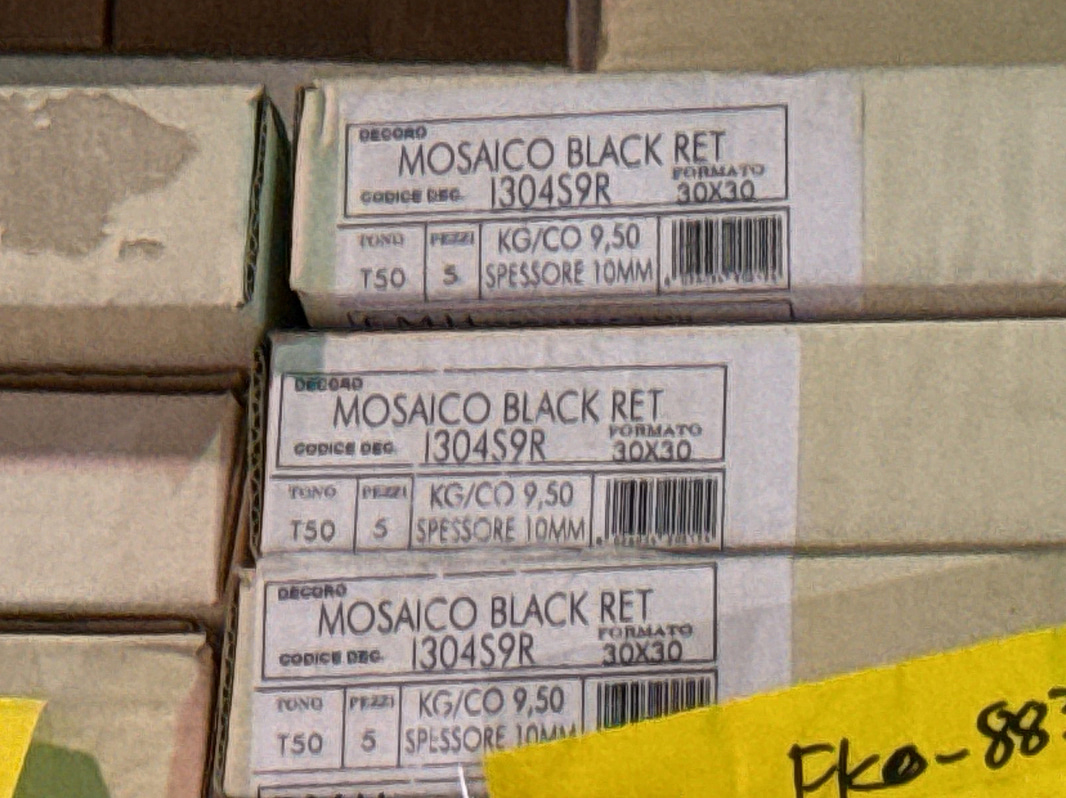 DECORO
MOSAICO BLACK RET
CODICE DEC. I304S9R FORMATO 30X30
TONO PEZZI KG/CO 9,50
T50 5 SPESSORE 10MM
DECORO
MOSAICO BLACK RET
CODICE DEC. I304S9R FORMATO 30X30
TONO PEZZI KG/CO 9,50
T50 5 SPESSORE 10MM
DECORO
MOSAICO BLACK RET
CODICE DEC. I304S9R FORMATO 30X30
TONO PEZZI KG/CO 9,50
T50 5 SPESSORE 10MM